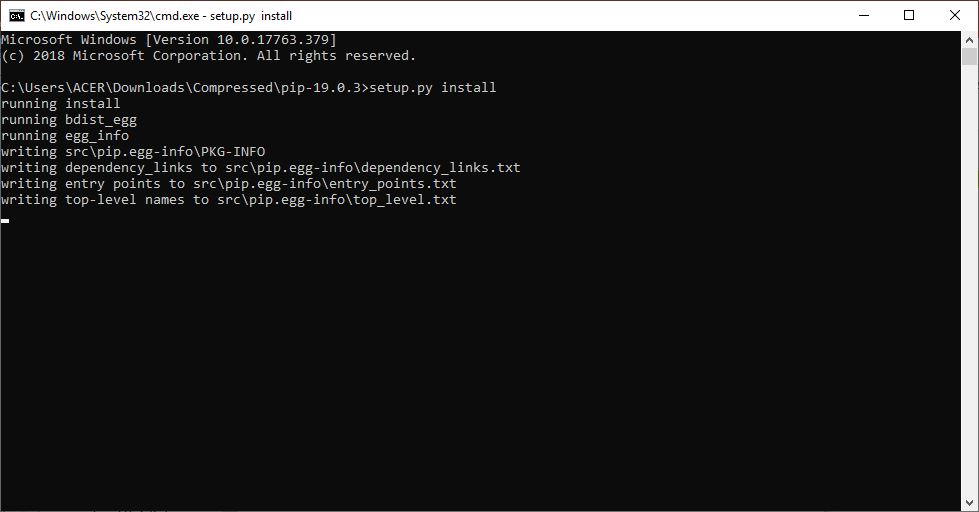 C:\Windows\System32\cmd.exe - setup.py  install
Microsoft Windows [Version 10.0.17763.379]
(c) 2018 Microsoft Corporation. All rights reserved.
C:\Users\ACER\Downloads\Compressed\pip-19.0.3>setup.py install
running install
running bdist_egg
running egg_info
writing src\pip.egg-info\PKG-INFO
writing dependency_links to src\pip.egg-info\dependency_links.txt
writing entry points to src\pip.egg-info\entry_points.txt
writing top-level names to src\pip.egg-info\top_level.txt